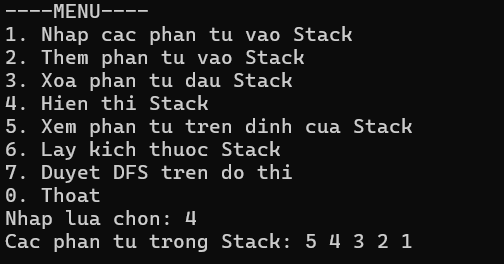 ----MENU----
1. Nhap cac phan tu vao Stack
2. Them phan tu vao Stack
3. Xoa phan tu dau Stack
4. Hien thi Stack
5. Xem phan tu tren dinh cua Stack
6. Lay kich thuoc Stack
7. Duyet DFS tren do thi
0. Thoat
Nhap lua chon: 4
Cac phan tu trong Stack: 5 4 3 2 1